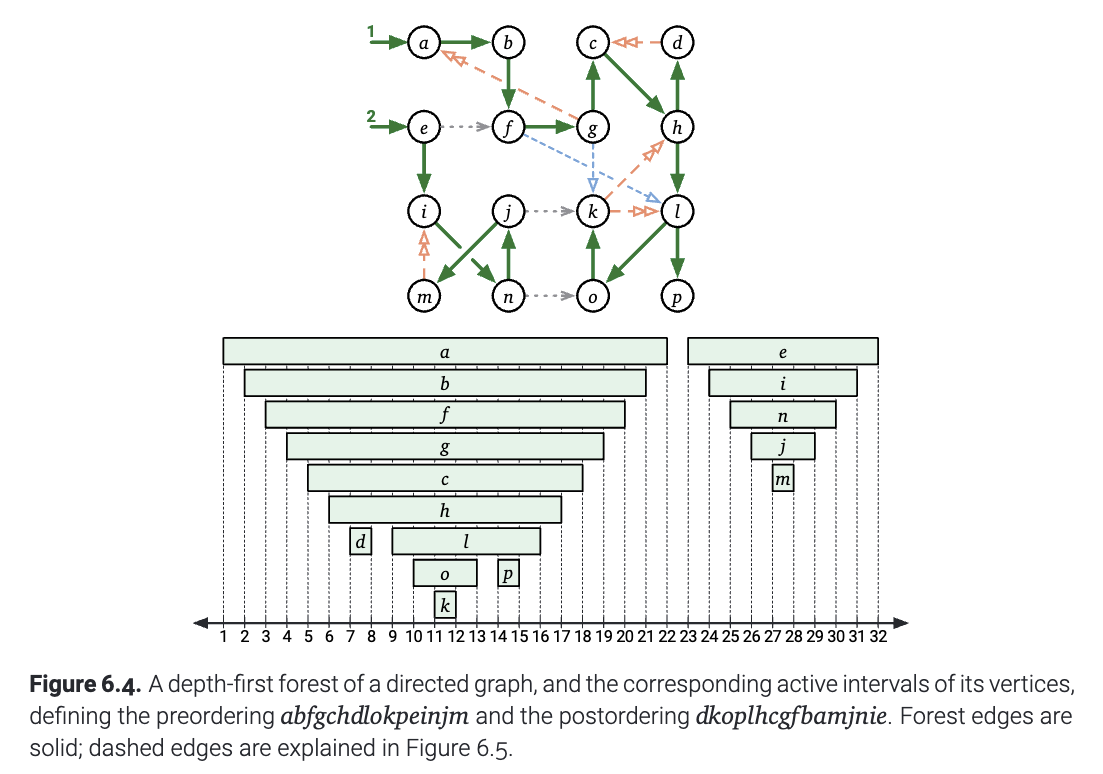 1 a b c d
2 e f g h
i j k l
m n o p
a e
b i
f n
g j
c m
h
d l
o p
k
1 2 3 4 5 6 7 8 9 10 11 12 13 14 15 16 17 18 19 20 21 22 23 24 25 26 27 28 29 30 31 32
Figure 6.4. A depth-first forest of a directed graph, and the corresponding active intervals of its vertices,
defining the preordering abfgchdlokpeinjm and the postordering dkoplhcgfbamjnie. Forest edges are
solid; dashed edges are explained in Figure 6.5.